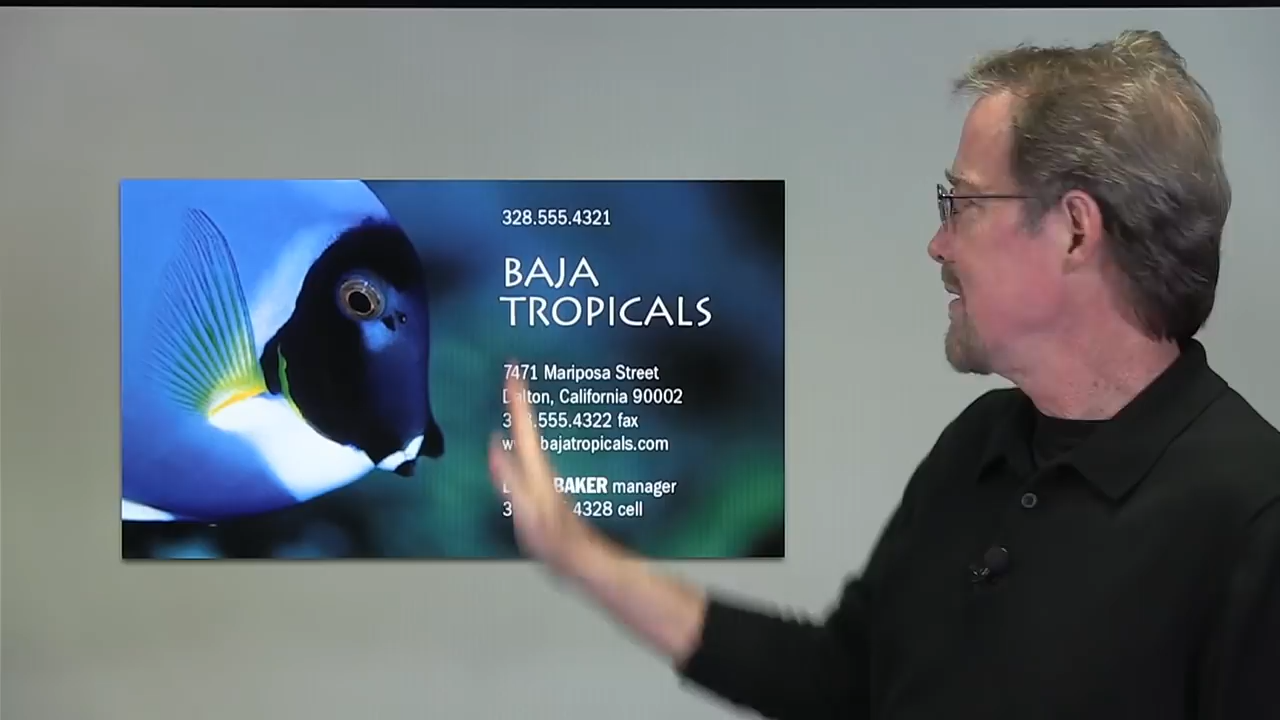 328.555.4321
BAJA
TROPICALS
7471 Mariposa Street
Dalton, California 90002
.555.4322 fax
bajatropicals.com
BAKER manager
4328 cell